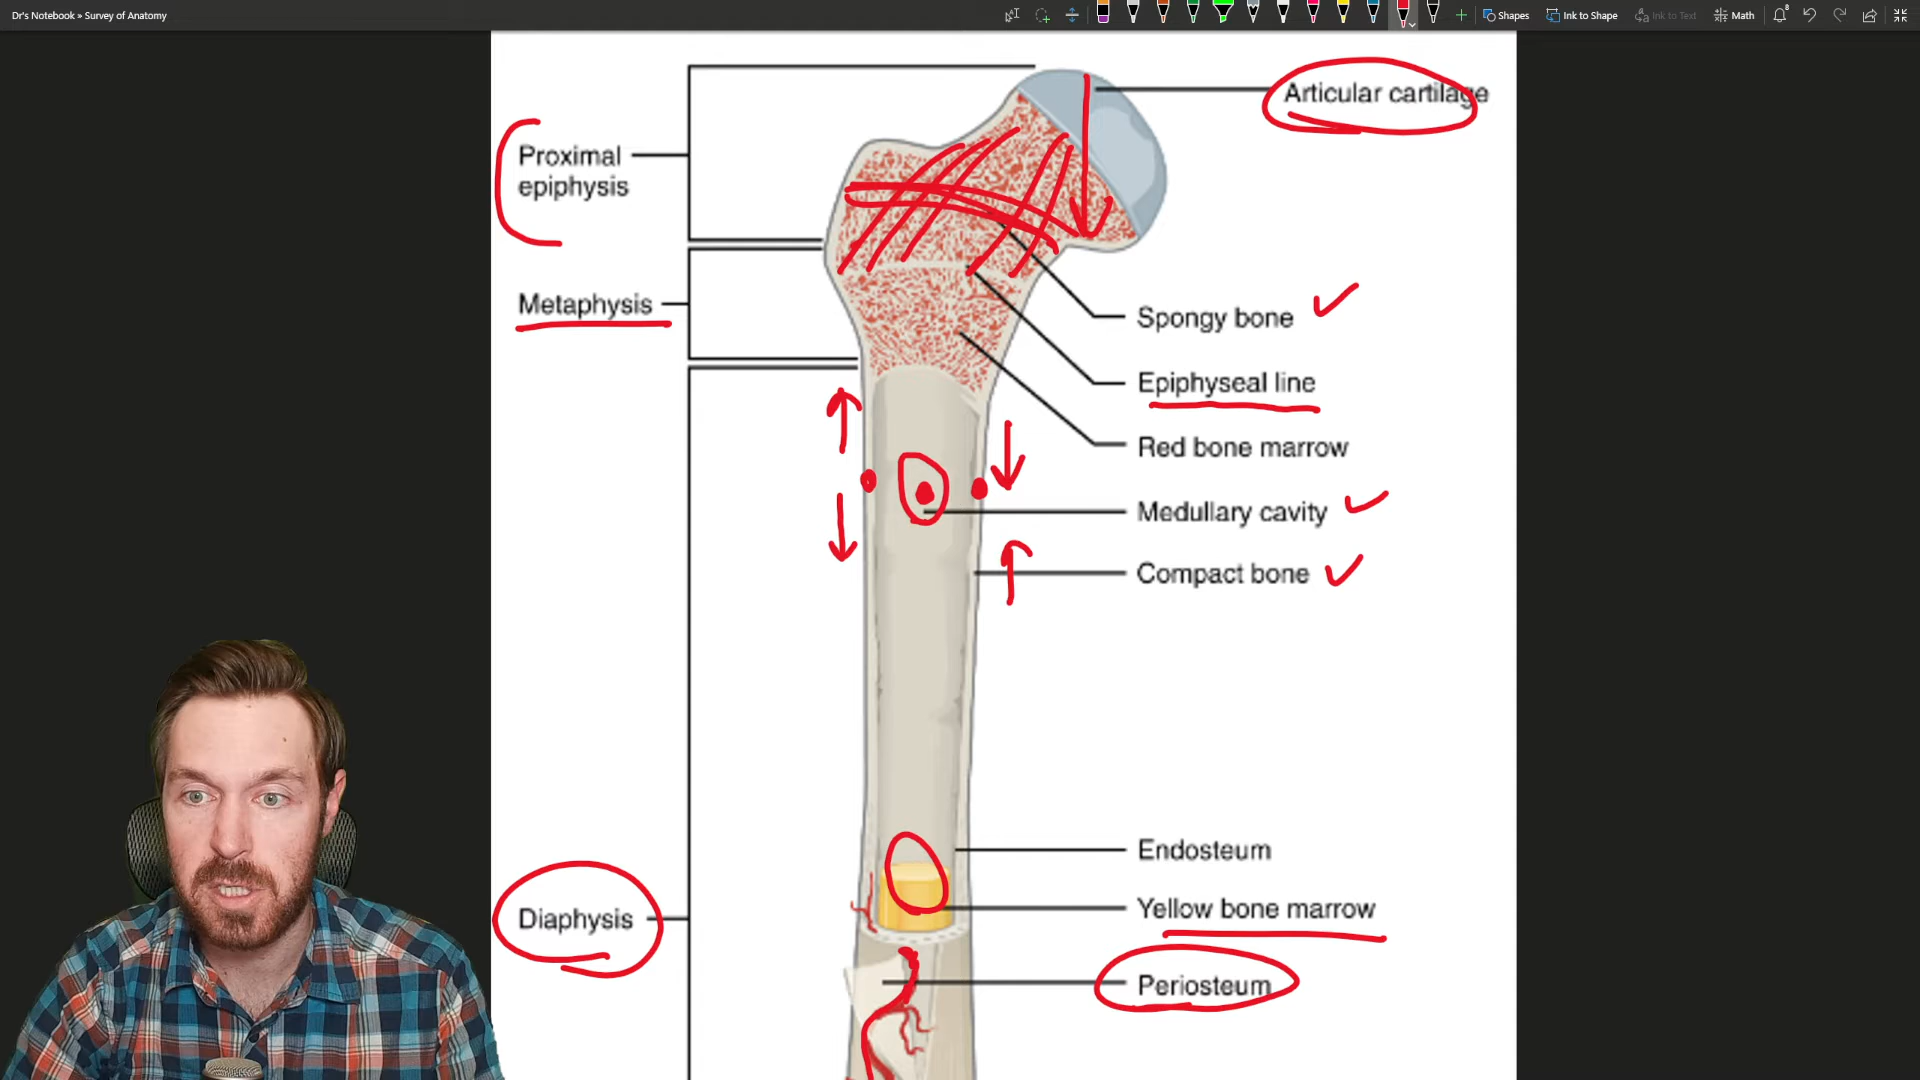 Dr's Notebook » Survey of Anatomy
Shapes
Ink to Shape
Ink to Text
Math
8
Articular cartilage
Proximal
epiphysis
Metaphysis
Spongy bone
Epiphyseal line
Red bone marrow
Medullary cavity
Compact bone
Endosteum
Yellow bone marrow
Diaphysis
Periosteum